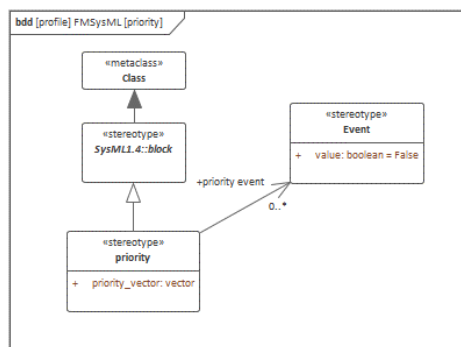 bdd [profile] FMSysML [priority]
«metaclass»
Class
«stereotype»
SysML1.4::block
«stereotype»
Event
+ value: boolean = False
+priority event
0..*
«stereotype»
priority
+ priority_vector: vector